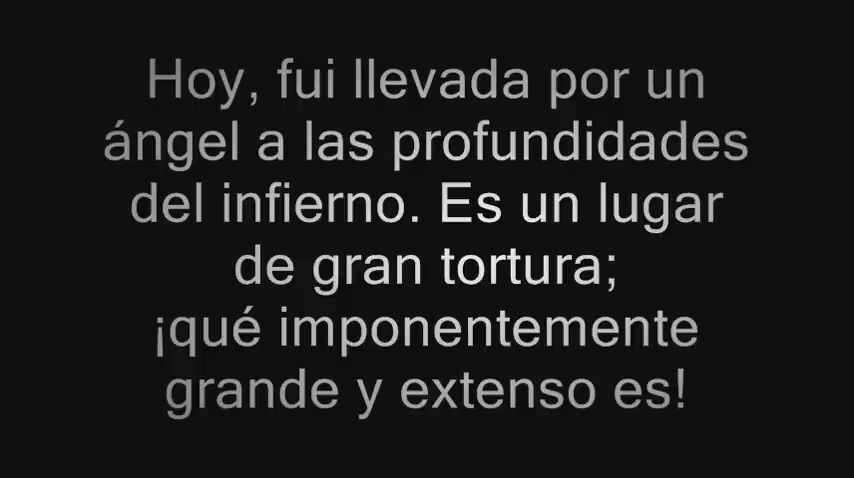 Hoy, fui llevada por un
ángel a las profundidades
del infierno. Es un lugar
de gran tortura;
¡qué imponentemente
grande y extenso es!